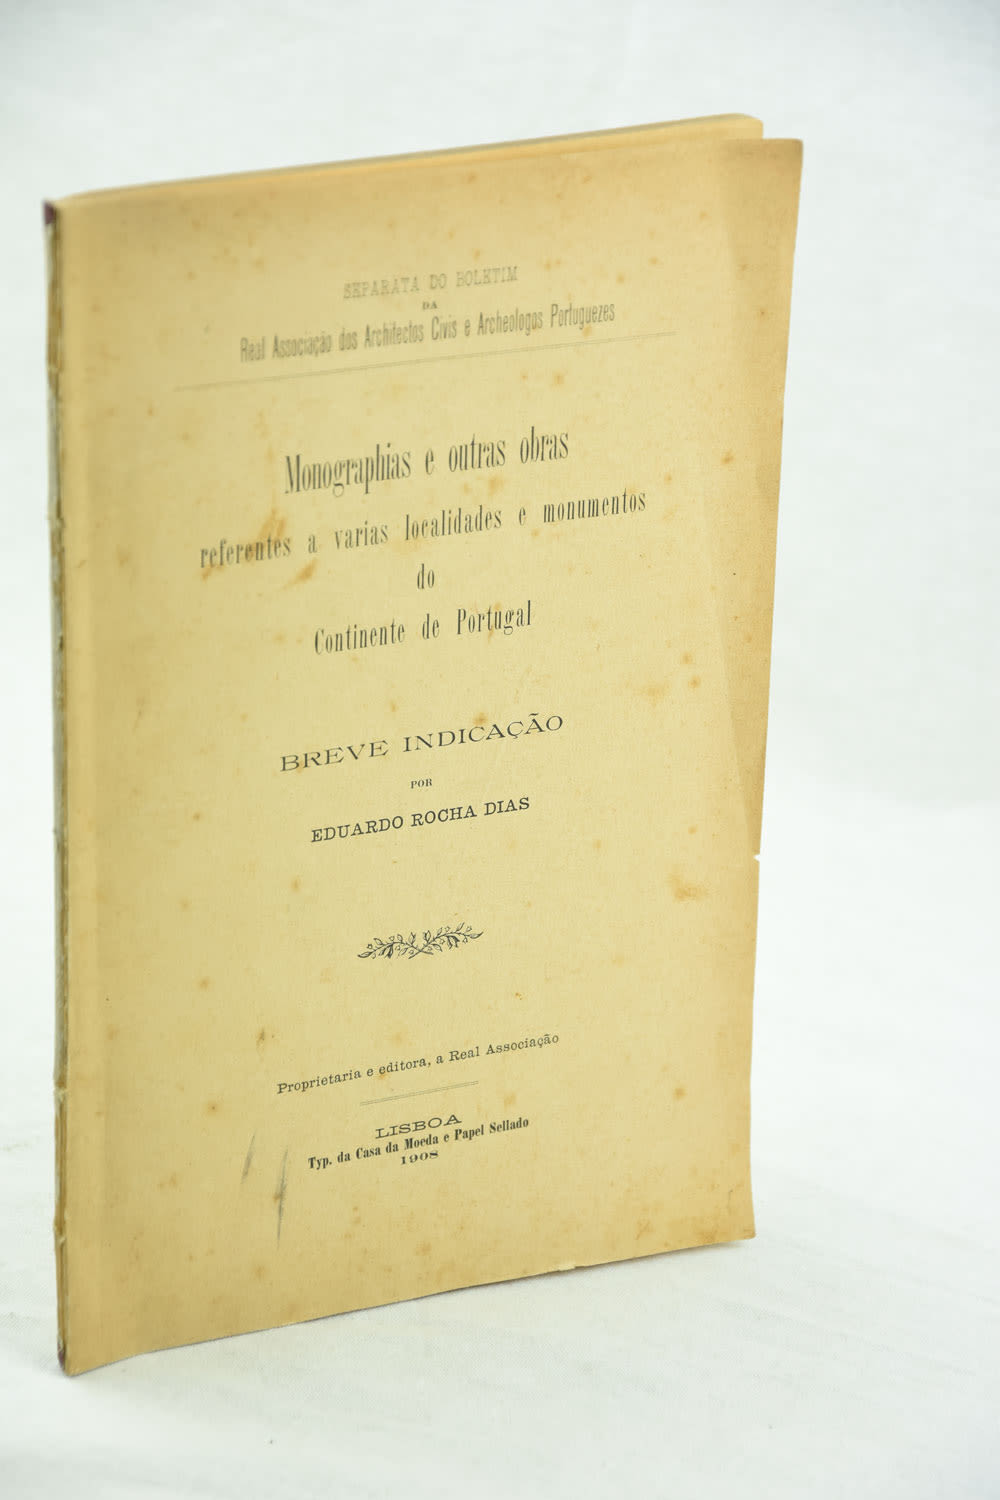 SEPARATA DO BOLETIM
DA
Real Associação dos Architectos Civis e Archeologos Portuguezes
Monographias e outras obras
referentes a varias localidades e monumentos
do
Continente de Portugal
BREVE INDICAÇÃO
POR
EDUARDO ROCHA DIAS
Proprietaria e editora, a Real Associação
LISBOA
Typ. da Casa da Moeda e Papel Sellado
1908